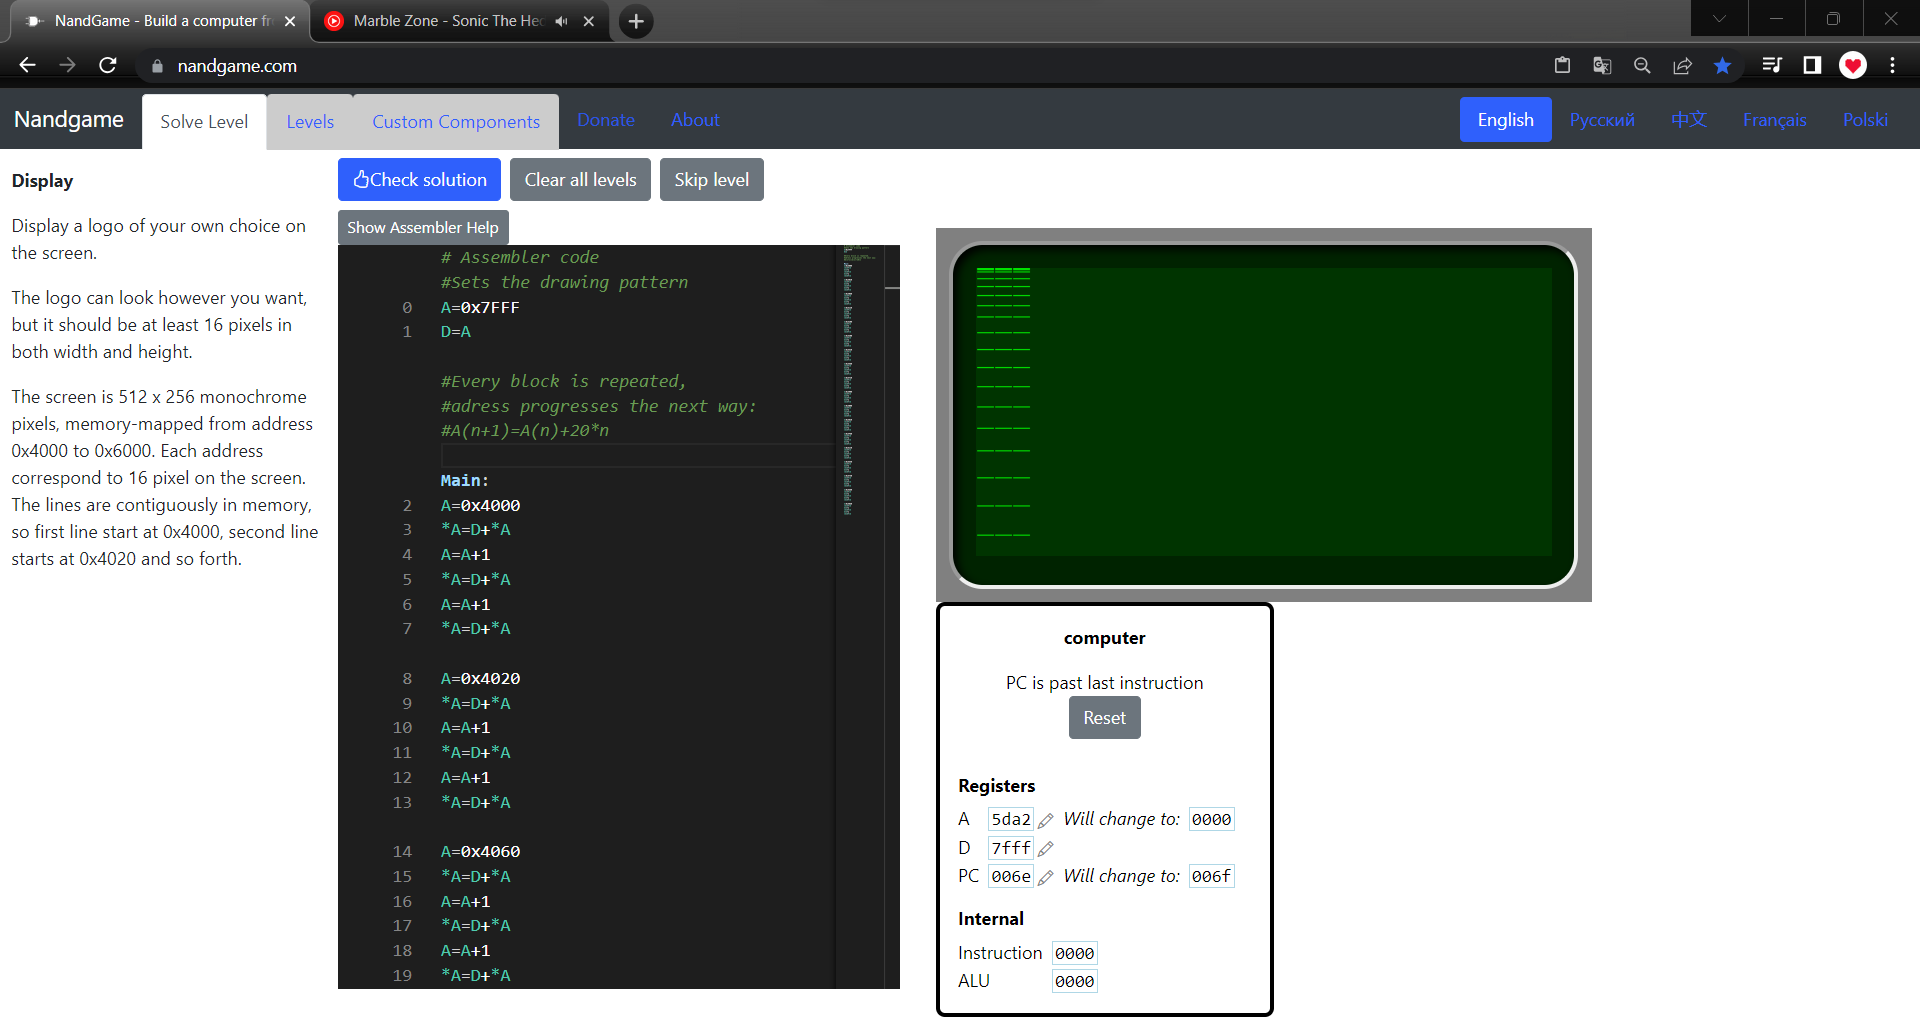 NandGame - Build a computer fr
Marble Zone - Sonic The Hed
nandgame.com
Nandgame
Solve Level
Levels
Custom Components
Donate
About
English
Русский
中文
Français
Polski
Display
Display a logo of your own choice on
the screen.
The logo can look however you want,
but it should be at least 16 pixels in
both width and height.
The screen is 512 x 256 monochrome
pixels, memory-mapped from address
0x4000 to 0x6000. Each address
correspond to 16 pixel on the screen.
The lines are contiguously in memory,
so first line start at 0x4000, second line
starts at 0x4020 and so forth.
Check solution
Clear all levels
Skip level
Show Assembler Help
# Assembler code
#Sets the drawing pattern
0 A=0x7FFF
1 D=A
#Every block is repeated,
#adress progresses the next way:
#A(n+1)=A(n)+20*n
Main:
2 A=0x4000
3 *A=D+*A
4 A=A+1
5 *A=D+*A
6 A=A+1
7 *A=D+*A
8 A=0x4020
9 *A=D+*A
10 A=A+1
11 *A=D+*A
12 A=A+1
13 *A=D+*A
14 A=0x4060
15 *A=D+*A
16 A=A+1
17 *A=D+*A
18 A=A+1
19 *A=D+*A
computer
PC is past last instruction
Reset
Registers
A 5da2 Will change to: 0000
D 7fff
PC 006e Will change to: 006f
Internal
Instruction 0000
ALU 0000